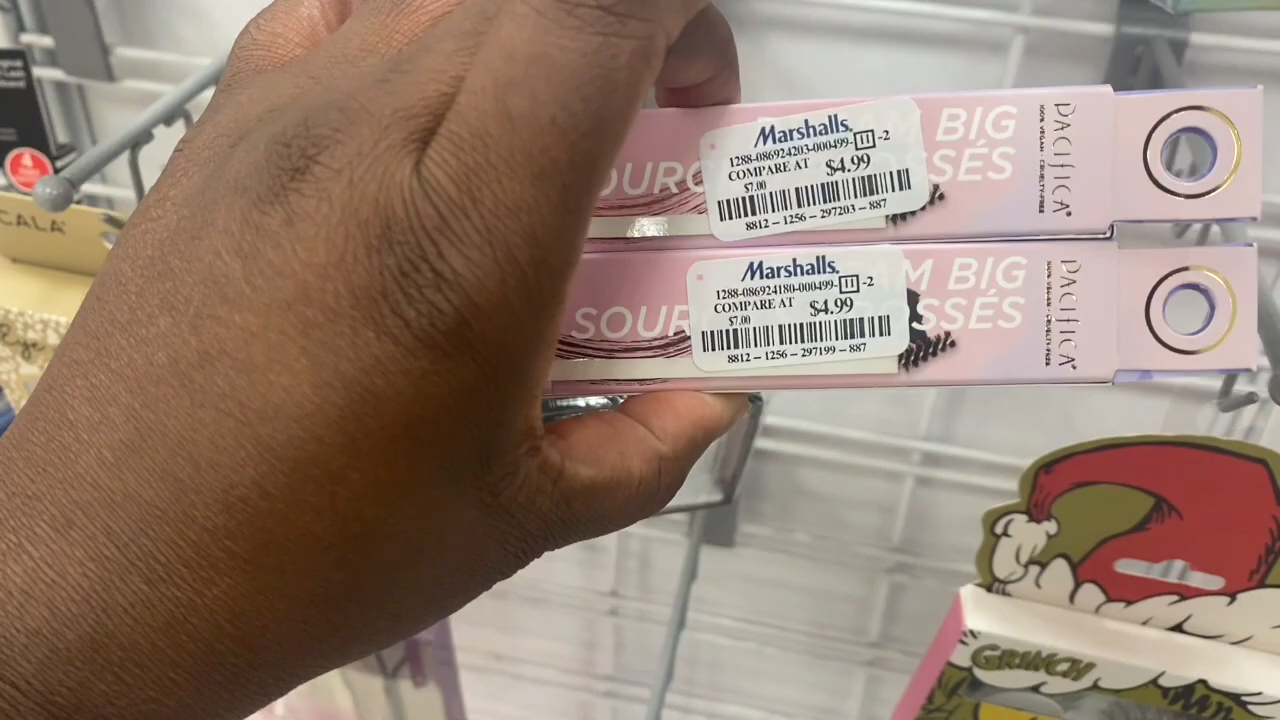 Marshalls.
1288-086924203-000499-11-2
COMPARE AT $4.99
$7.00
8812-1256-297203-887
BIG
SSÉS
PACIFICA®
100% VEGAN · CRUELTY-FREE
Marshalls.
1288-086924180-000499-11-2
COMPARE AT $4.99
$7.00
8812-1256-297199-887
AM BIG
SOUR
SSÉS
PACIFICA®
100% VEGAN · CRUELTY-FREE
CALA
GRINCH